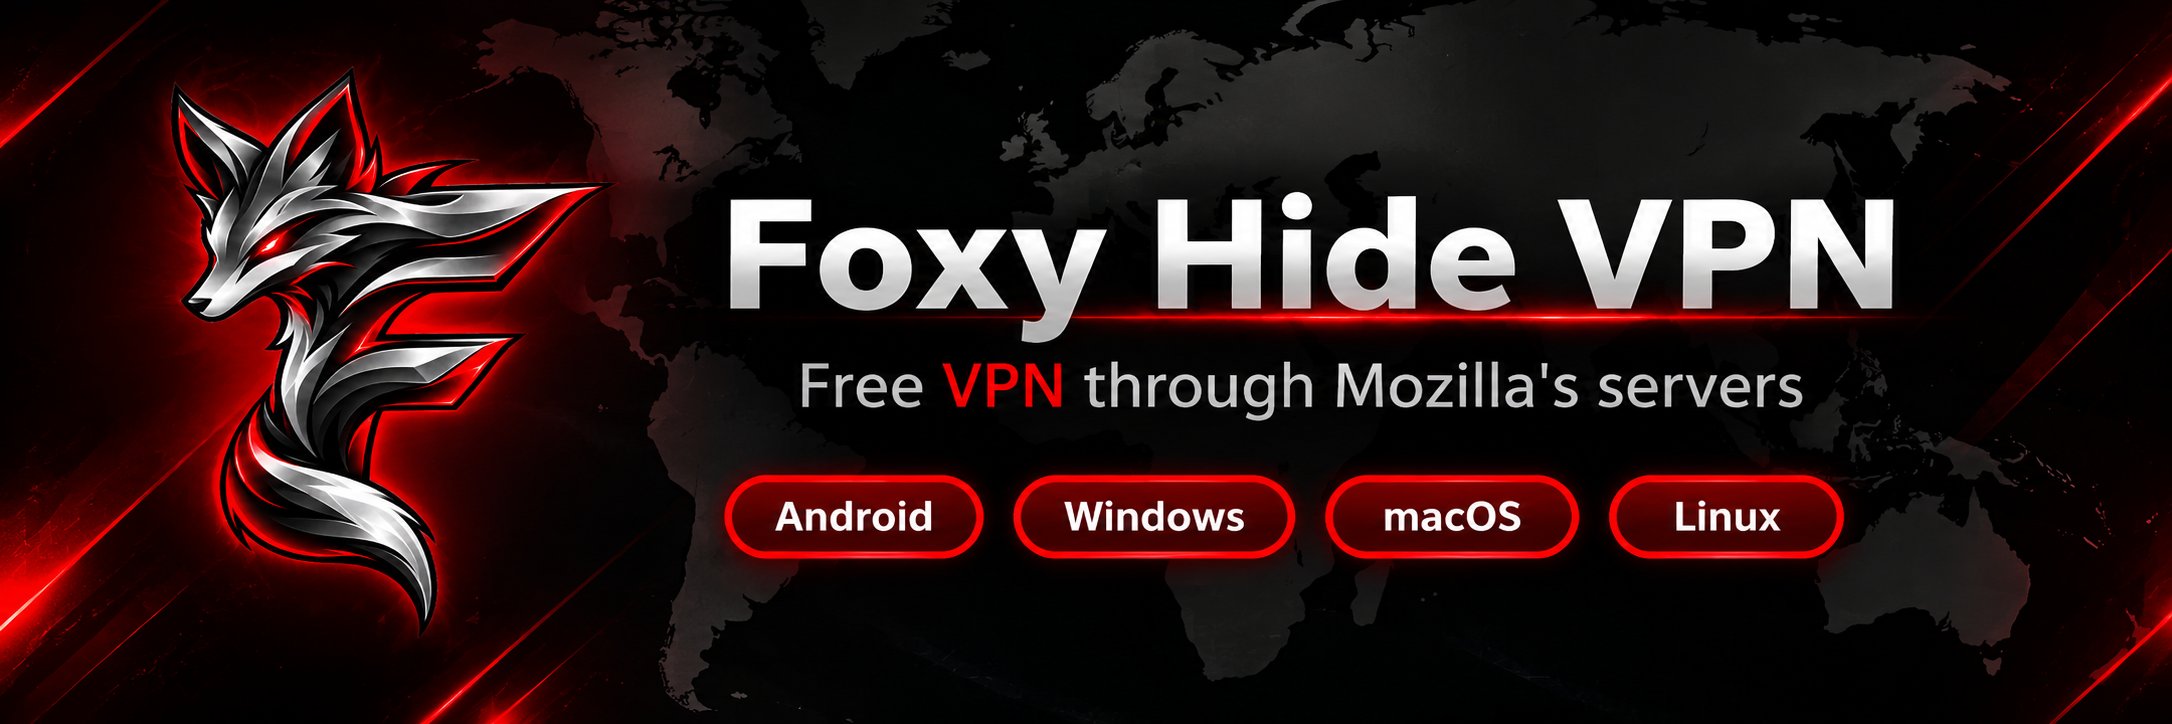 Foxy Hide VPN
Free VPN through Mozilla's servers
Android Windows macOS Linux